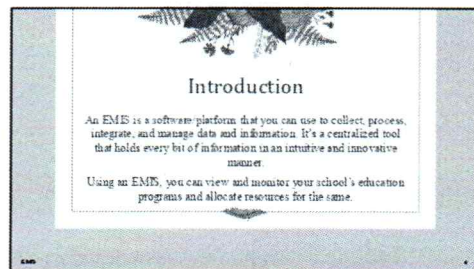 Introduction
An EMIS is a software/platform that you can use to collect, process,
integrate, and manage data and information. It's a centralized tool
that holds every bit of information in an intuitive and innovative
manner.
Using an EMIS, you can view and monitor your school's education
programs and allocate resources for the same.